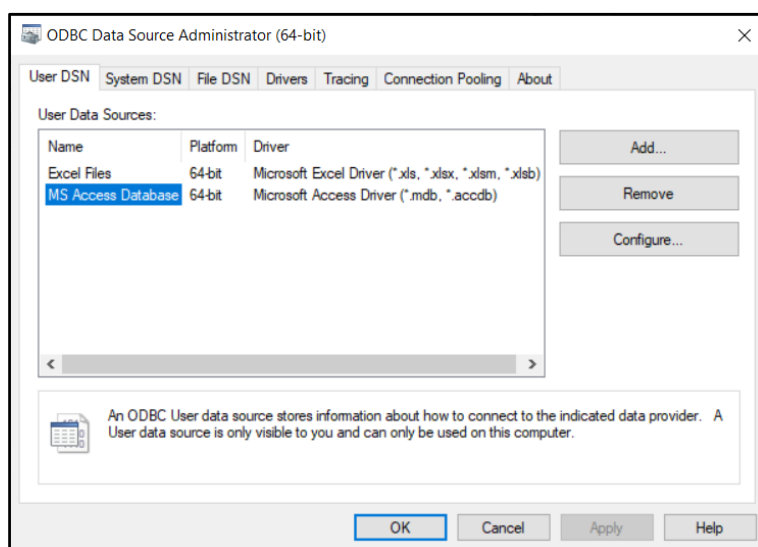 ODBC Data Source Administrator (64-bit)
User DSN System DSN File DSN Drivers Tracing Connection Pooling About
User Data Sources:
Name Platform Driver
Excel Files 64-bit Microsoft Excel Driver (*.xls, *.xlsx, *.xlsm, *.xlsb)
MS Access Database 64-bit Microsoft Access Driver (*.mdb, *.accdb)
Add...
Remove
Configure...
An ODBC User data source stores information about how to connect to the indicated data provider. A
User data source is only visible to you and can only be used on this computer.
OK Cancel Apply Help